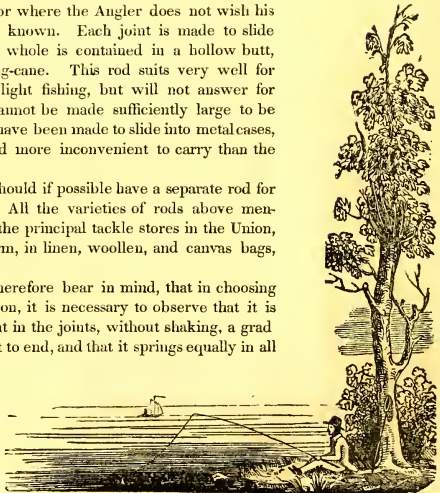 or where the Angler does not wish his
known. Each joint is made to slide
whole is contained in a hollow butt,
g-cane. This rod suits very well for
light fishing, but will not answer for
annot be made sufficiently large to be
have been made to slide into metal cases,
d more inconvenient to carry than the
hould if possible have a separate rod for
All the varieties of rods above men-
the principal tackle stores in the Union,
rm, in linen, woollen, and canvas bags,
herefore bear in mind, that in choosing
on, it is necessary to observe that it is
nt in the joints, without shaking, a grad
t to end, and that it springs equally in all